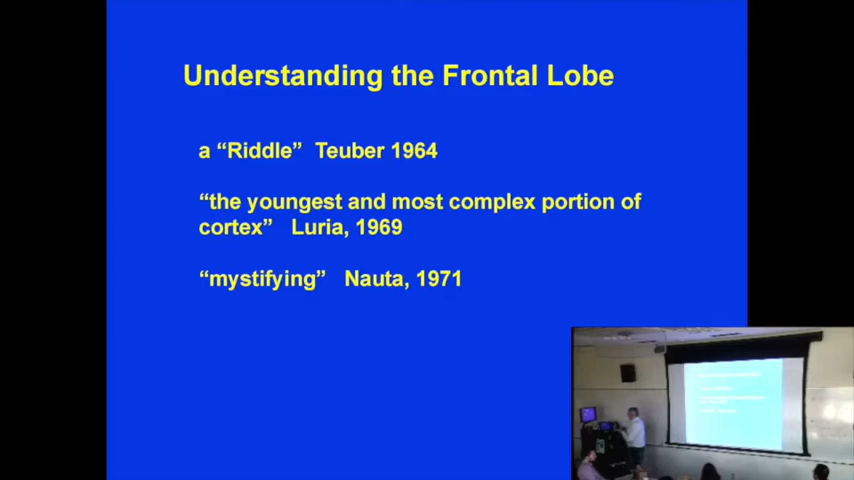 Understanding the Frontal Lobe
a “Riddle” Teuber 1964
“the youngest and most complex portion of
cortex” Luria, 1969
“mystifying” Nauta, 1971